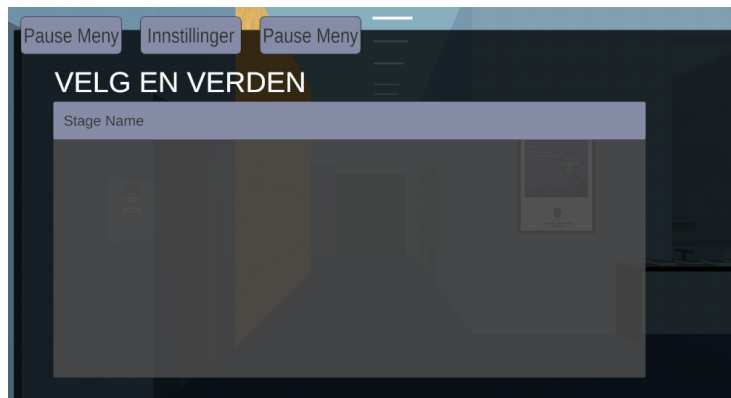 Pause Meny
Innstillinger
Pause Meny
VELG EN VERDEN
Stage Name